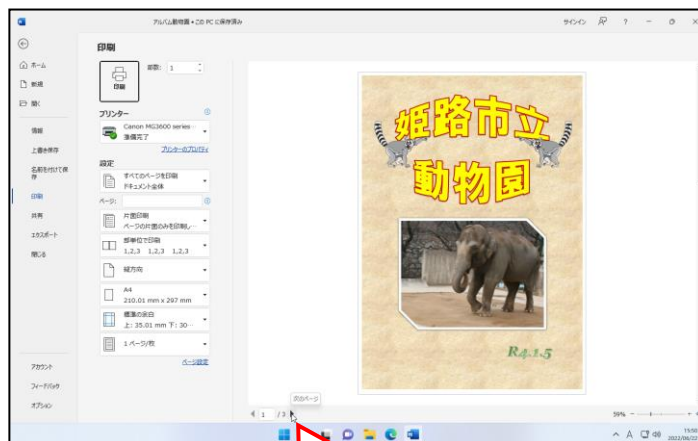 アルバム動物園 • この PC に保存済み
サインイン
?
印刷
ホーム
新規
開く
情報
上書き保存
名前を付けて保存
印刷
共有
エクスポート
閉じる
アカウント
フィードバック
オプション
印刷
部数: 1
プリンター
Canon MG3600 series…
準備完了
プリンターのプロパティ
設定
すべてのページを印刷
ドキュメント全体
ページ:
片面印刷
ページの片面のみを印刷し…
部単位で印刷
1,2,3 1,2,3 1,2,3
縦方向
A4
210.01 mm x 297 mm
標準の余白
上: 35.01 mm 下: 30…
1 ページ/枚
ページ設定
姫路市立
動物園
R4.1.5
次のページ
1 / 3
59%
A
15:50